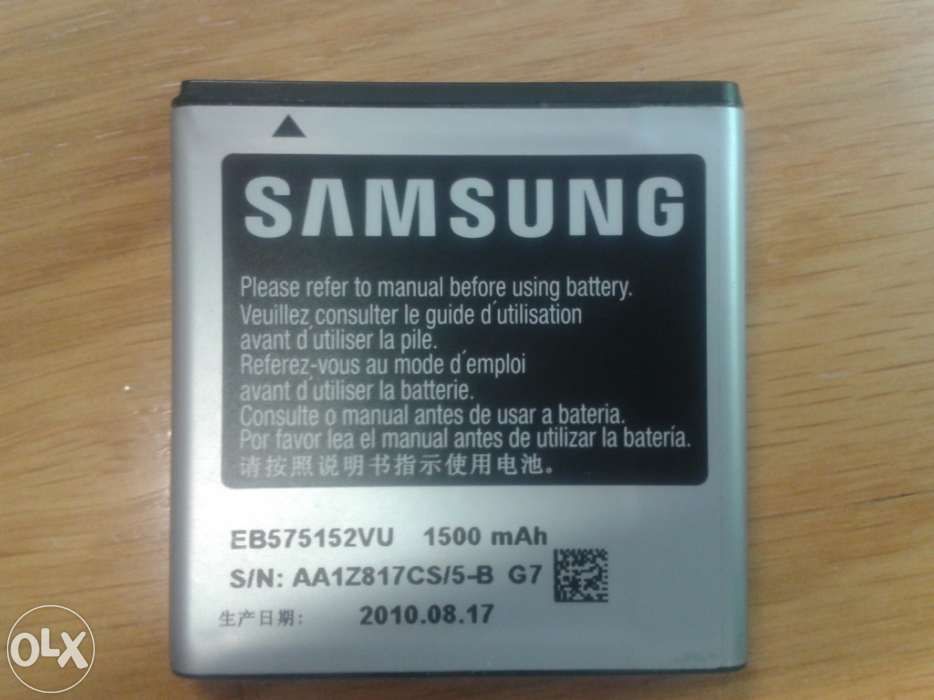 SAMSUNG
Please refer to manual before using battery.
Veuillez consulter le guide d'utilisation
avant d'utiliser la pile.
Referez-vous au mode d'emploi
avant d'utiliser la batterie.
Consulte o manual antes de usar a bateria.
Por favor lea el manual antes de utilizar la batería.
请按照说明书指示使用电池。
EB575152VU 1500 mAh
S/N: AA1Z817CS/5-B G7
生产日期: 2010.08.17
OLX